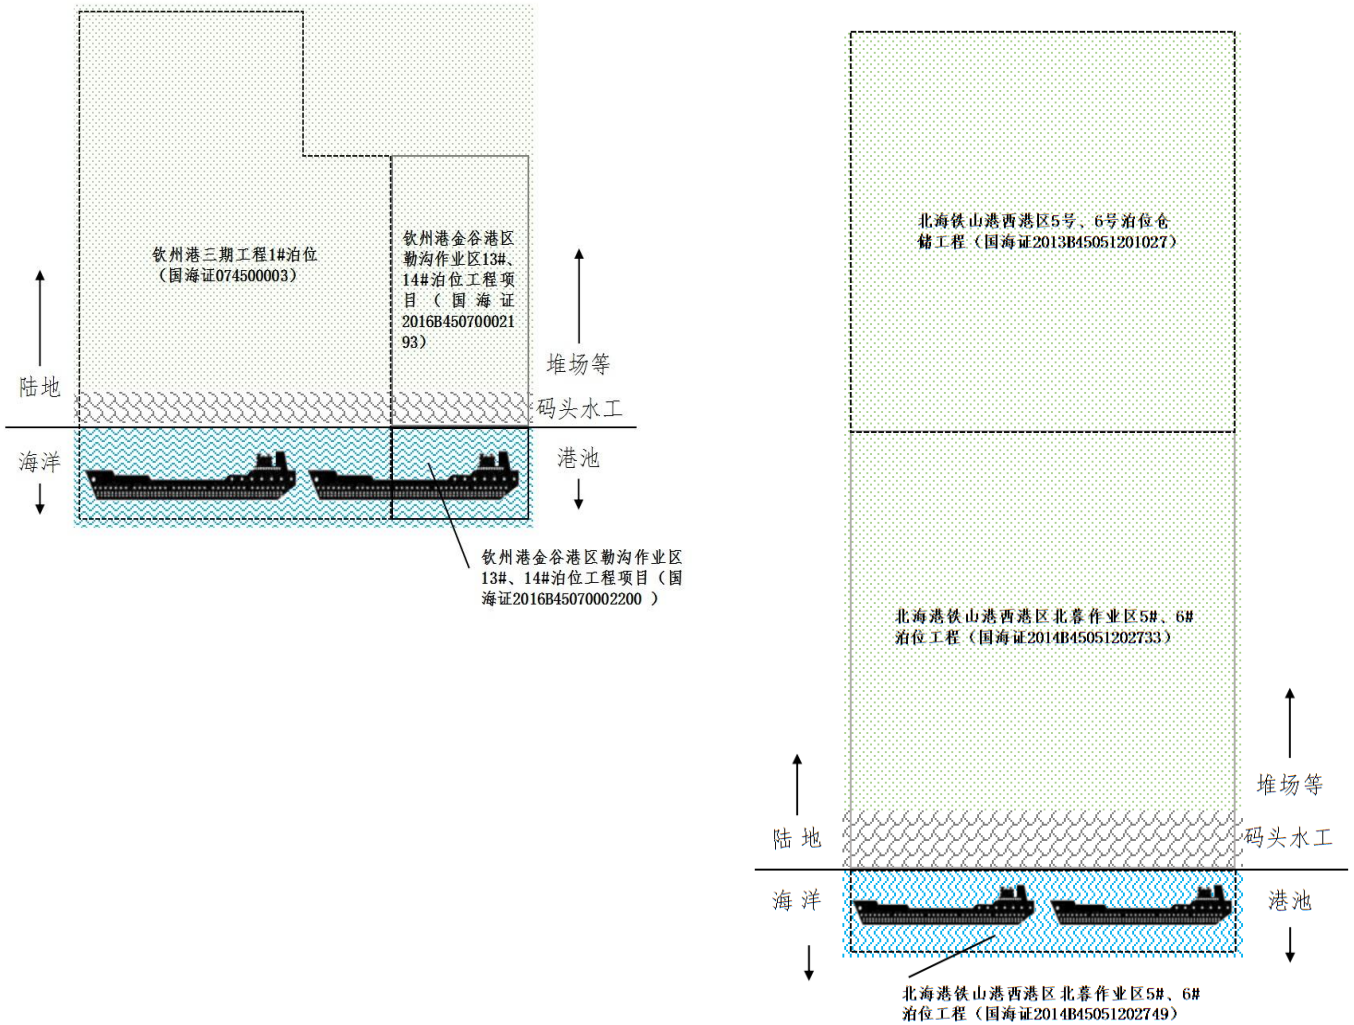 钦州港三期工程1#泊位
（国海证074500003）
钦州港金谷港区
勒沟作业区13#、
14#泊位工程项
目（国海证
2016B450700021
93）
陆地
海洋
堆场等
码头水工
港池
钦州港金谷港区勒沟作业区
13#、14#泊位工程项目（国
海证2016B45070002200 ）
北海铁山港西港区5号、6号泊位仓
储工程（国海证2013B45051201027）
北海港铁山港西港区北暮作业区5#、6#
泊位工程（国海证2014B45051202733）
陆地
海洋
堆场等
码头水工
港池
北海港铁山港西港区北暮作业区5#、6#
泊位工程（国海证2014B45051202749）